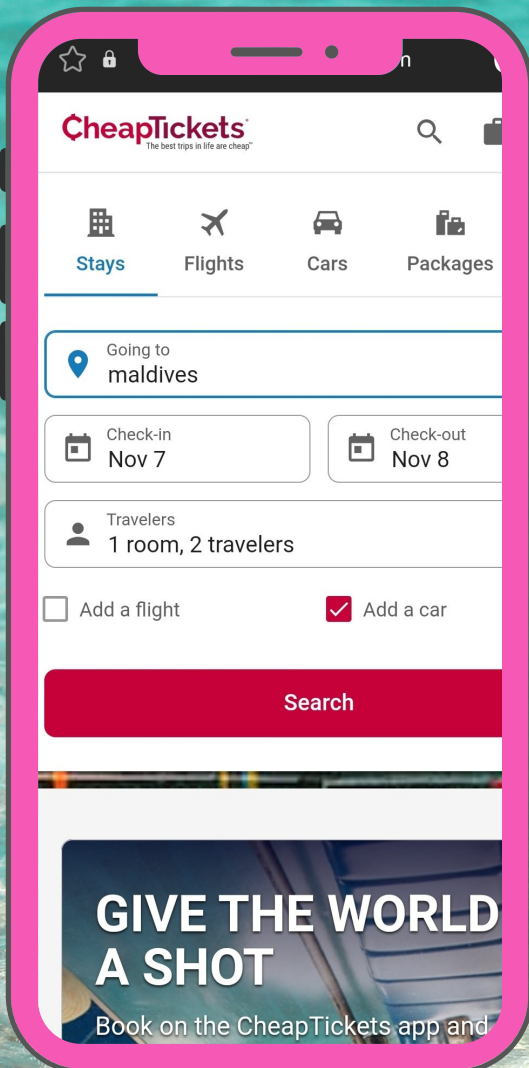 n
CheapTickets
The best trips in life are cheap™
Stays Flights Cars Packages
Going to
maldives
Check-in Check-out
Nov 7 Nov 8
Travelers
1 room, 2 travelers
Add a flight Add a car
Search
GIVE THE WORLD
A SHOT
Book on the CheapTickets app and